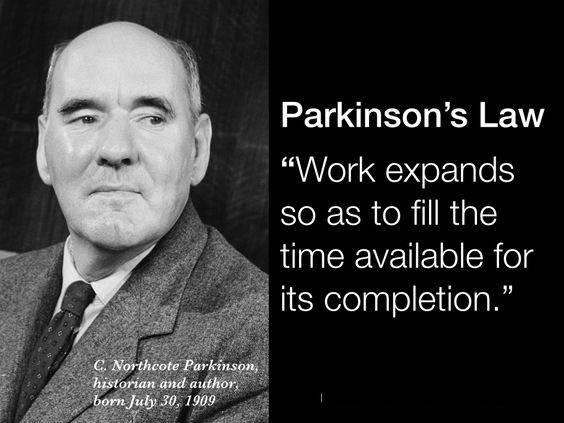 Parkinson’s Law
“Work expands
so as to fill the
time available for
its completion.”
C. Northcote Parkinson,
historian and author,
born July 30, 1909